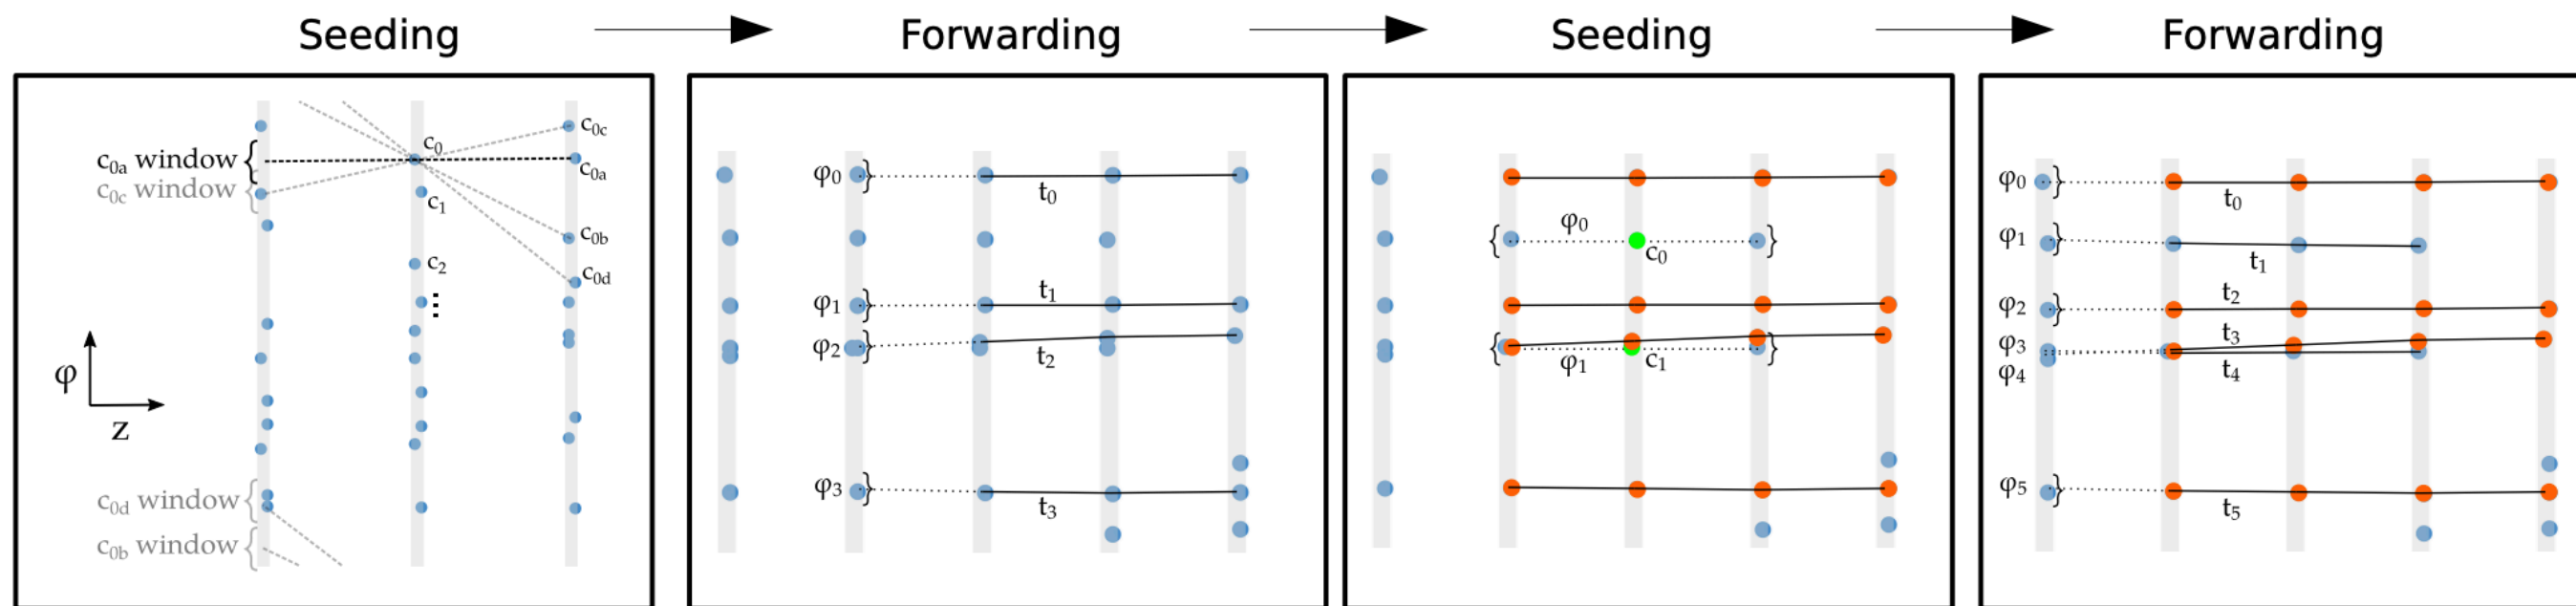 Seeding
Forwarding
Seeding
Forwarding
c₀
c₀c
c₀a window
c₀a
c₀c window
c₁
c₀b
c₂
c₀d
φ
z
c₀d window
c₀b window
φ₀
t₀
φ₁
t₁
φ₂
t₂
φ₃
t₃
φ₀
c₀
φ₁
c₁
φ₀
t₀
φ₁
t₁
φ₂
t₂
φ₃
t₃
φ₄
t₄
φ₅
t₅